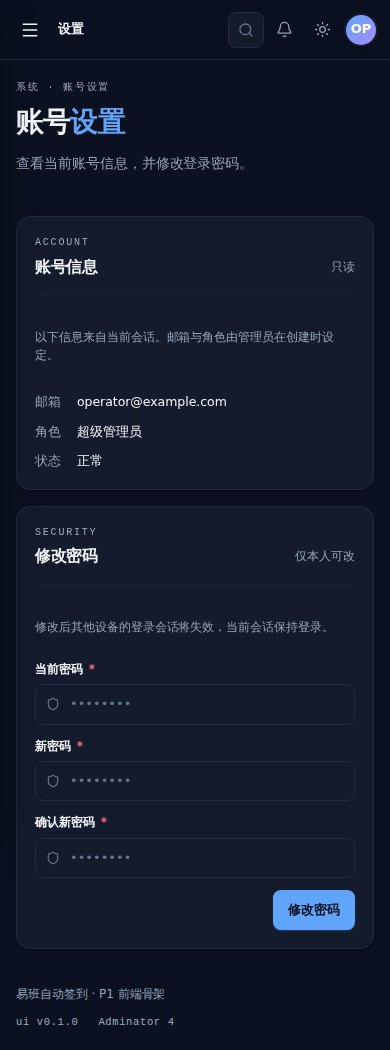 设置
OP
系统 · 账号设置
账号设置
查看当前账号信息，并修改登录密码。
ACCOUNT
账号信息
只读
以下信息来自当前会话。邮箱与角色由管理员在创建时设
定。
邮箱 operator@example.com
角色 超级管理员
状态 正常
SECURITY
修改密码
仅本人可改
修改后其他设备的登录会话将失效，当前会话保持登录。
当前密码 *
••••••••
新密码 *
••••••••
确认新密码 *
••••••••
修改密码
易班自动签到 · P1 前端骨架
ui v0.1.0 Adminator 4